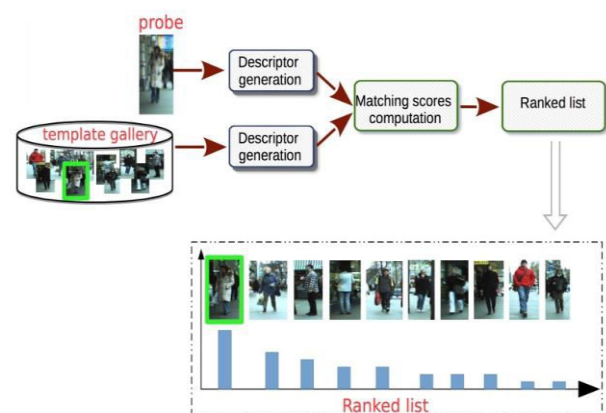 probe
Descriptor
generation
Matching scores
computation
Ranked list
template gallery
Descriptor
generation
Ranked list